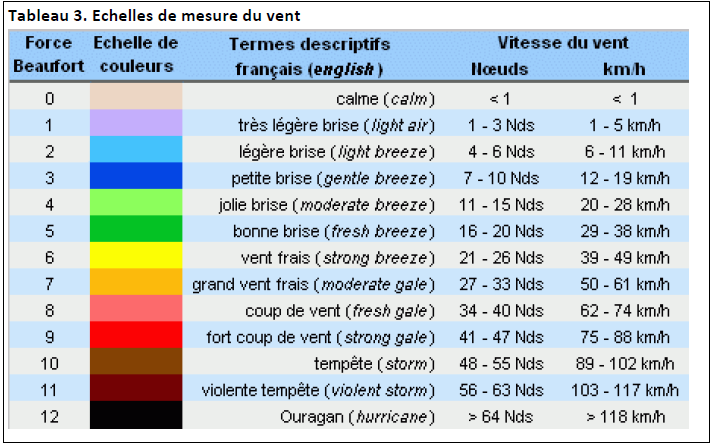 Tableau 3. Echelles de mesure du vent
Force Beaufort Echelle de couleurs Termes descriptifs français (english) Vitesse du vent
Nœuds km/h
0 calme (calm) < 1 < 1
1 très légère brise (light air) 1 - 3 Nds 1 - 5 km/h
2 légère brise (light breeze) 4 - 6 Nds 6 - 11 km/h
3 petite brise (gentle breeze) 7 - 10 Nds 12 - 19 km/h
4 jolie brise (moderate breeze) 11 - 15 Nds 20 - 28 km/h
5 bonne brise (fresh breeze) 16 - 20 Nds 29 - 38 km/h
6 vent frais (strong breeze) 21 - 26 Nds 39 - 49 km/h
7 grand vent frais (moderate gale) 27 - 33 Nds 50 - 61 km/h
8 coup de vent (fresh gale) 34 - 40 Nds 62 - 74 km/h
9 fort coup de vent (strong gale) 41 - 47 Nds 75 - 88 km/h
10 tempête (storm) 48 - 55 Nds 89 - 102 km/h
11 violente tempête (violent storm) 56 - 63 Nds 103 - 117 km/h
12 Ouragan (hurricane) > 64 Nds > 118 km/h